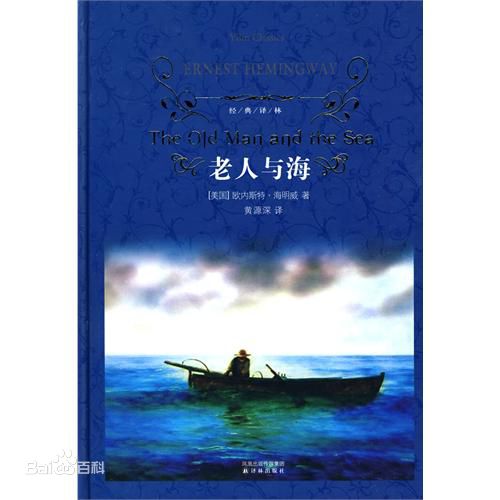 Yilin Classics
ERNEST HEMINGWAY
经/典/译/林
The Old Man and the Sea
老人与海
[美国] 欧内斯特·海明威 著
黄源深 译
凤凰出版传媒集团
译林出版社
Baidu百科